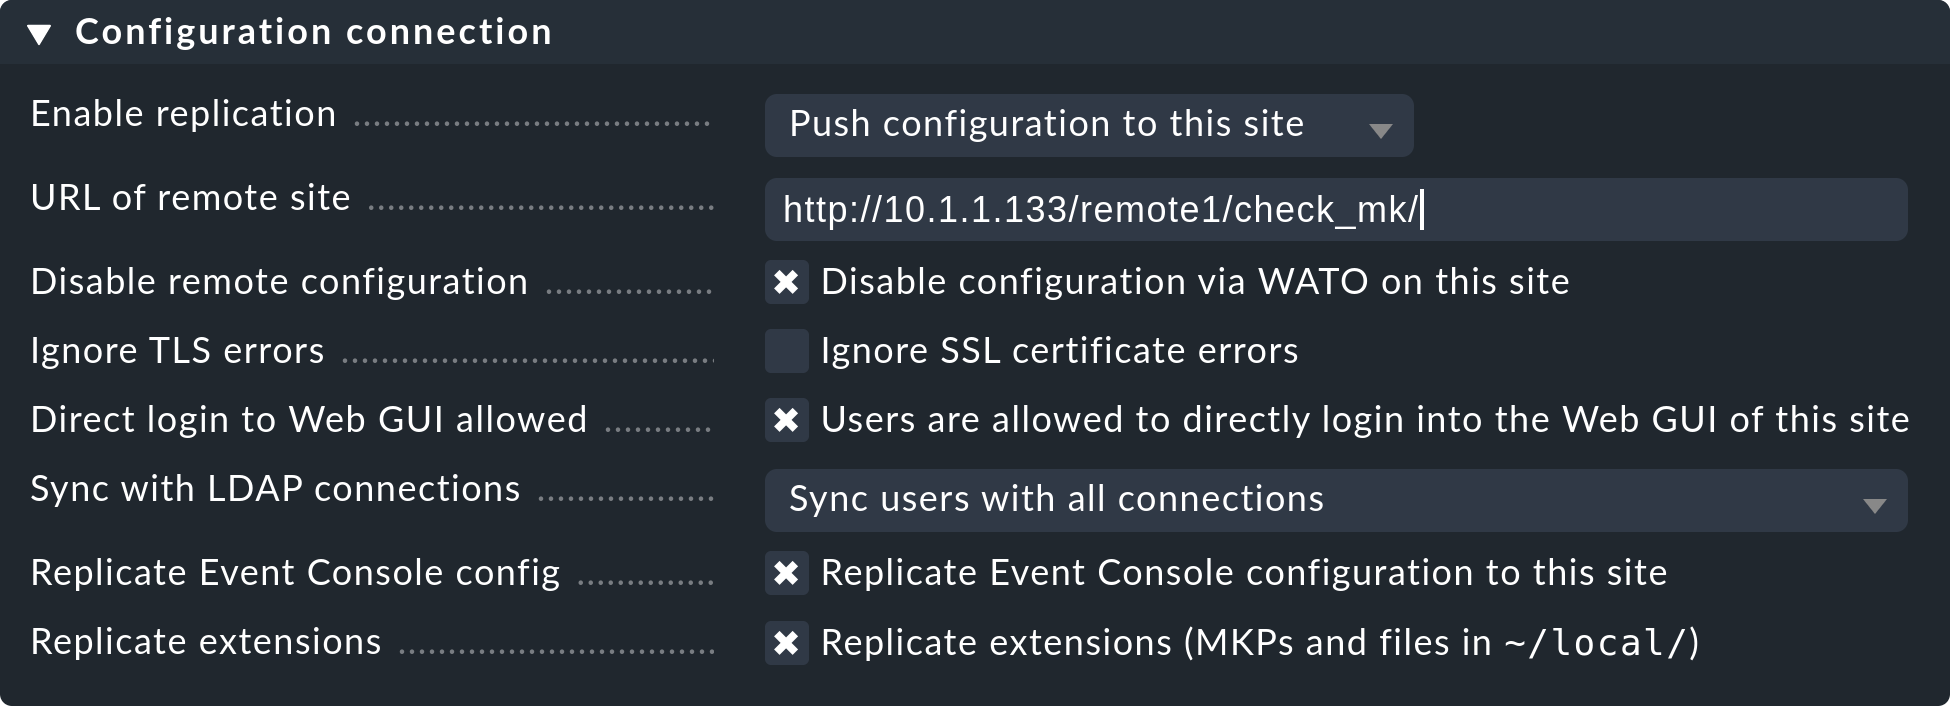 Configuration connection
Enable replication Push configuration to this site
URL of remote site http://10.1.1.133/remote1/check_mk/
Disable remote configuration Disable configuration via WATO on this site
Ignore TLS errors Ignore SSL certificate errors
Direct login to Web GUI allowed Users are allowed to directly login into the Web GUI of this site
Sync with LDAP connections Sync users with all connections
Replicate Event Console config Replicate Event Console configuration to this site
Replicate extensions Replicate extensions (MKPs and files in ~/local/)